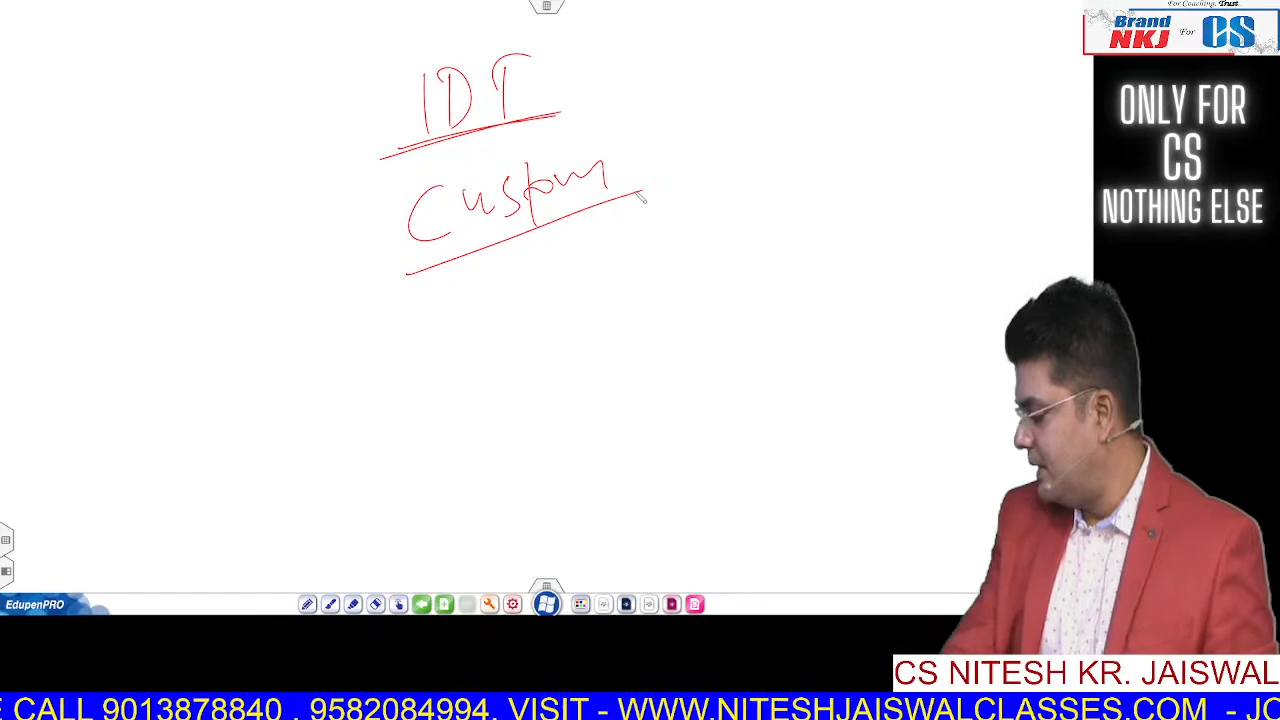 For Coaching, Trust
Brand
NKJ
For
CS
IDT
Custom
ONLY FOR
CS
NOTHING ELSE
EdupenPRO
CS NITESH KR. JAISWAL
E CALL 9013878840 , 9582084994, VISIT - WWW.NITESHJAISWALCLASSES.COM - JO